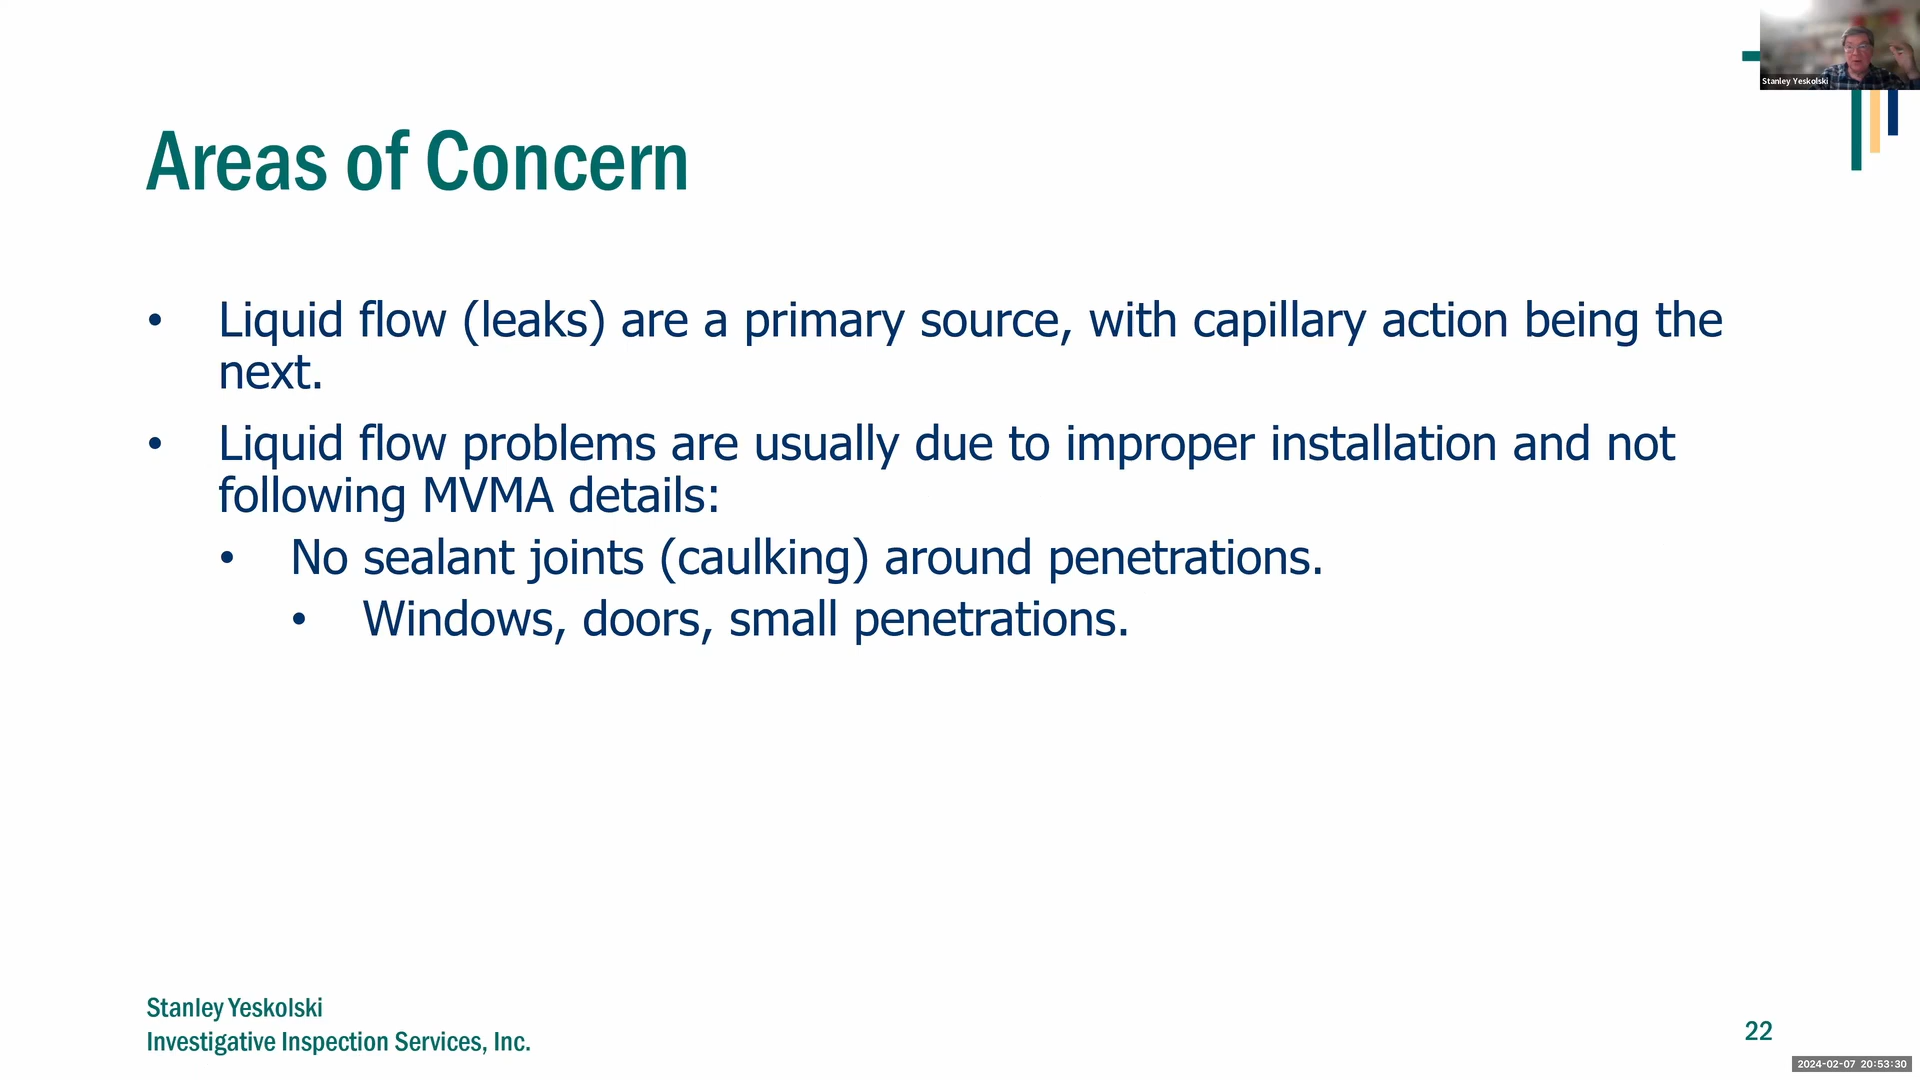 Stanley Yeskolski
Areas of Concern
• Liquid flow (leaks) are a primary source, with capillary action being the
next.
• Liquid flow problems are usually due to improper installation and not
following MVMA details:
• No sealant joints (caulking) around penetrations.
• Windows, doors, small penetrations.
Stanley Yeskolski
Investigative Inspection Services, Inc.
22
2024-02-07 20:53:30